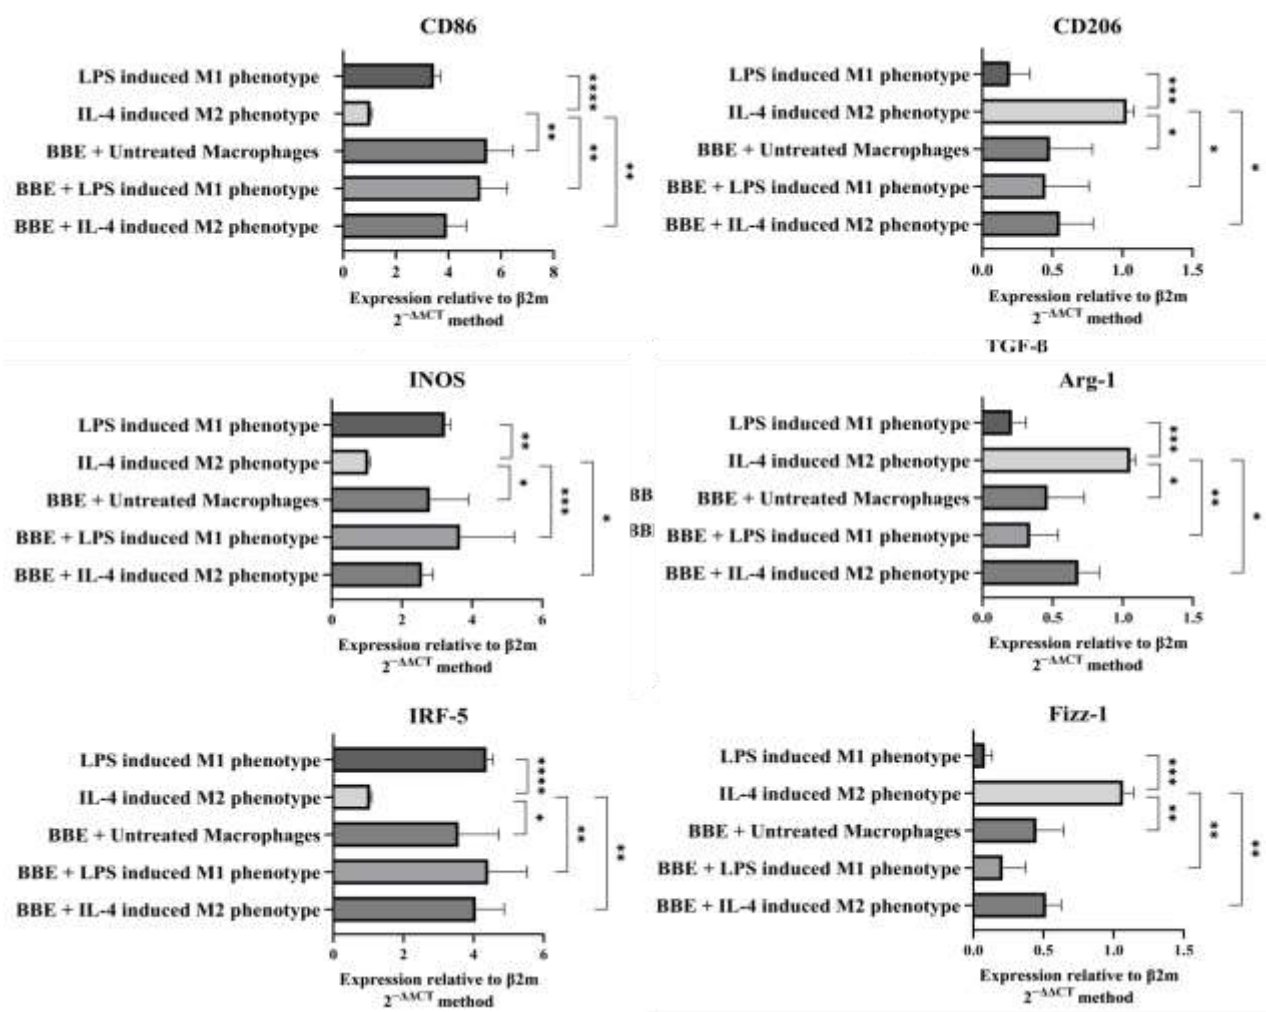 CD86
LPS induced M1 phenotype
****
IL-4 induced M2 phenotype
**
**
**
BBE + Untreated Macrophages
BBE + LPS induced M1 phenotype
BBE + IL-4 induced M2 phenotype
0 2 4 6 8
Expression relative to β2m
2⁻ΔΔCT method
CD206
LPS induced M1 phenotype
***
IL-4 induced M2 phenotype
*
*
*
BBE + Untreated Macrophages
BBE + LPS induced M1 phenotype
BBE + IL-4 induced M2 phenotype
0.0 0.5 1.0 1.5
Expression relative to β2m
2⁻ΔΔCT method
TGF-β
INOS
LPS induced M1 phenotype
**
IL-4 induced M2 phenotype
*
***
*
BBE + Untreated Macrophages
BBE + LPS induced M1 phenotype
BBE + IL-4 induced M2 phenotype
0 2 4 6
Expression relative to β2m
2⁻ΔΔCT method
BB
BB
Arg-1
LPS induced M1 phenotype
***
IL-4 induced M2 phenotype
*
**
*
BBE + Untreated Macrophages
BBE + LPS induced M1 phenotype
BBE + IL-4 induced M2 phenotype
0.0 0.5 1.0 1.5
Expression relative to β2m
2⁻ΔΔCT method
IRF-5
LPS induced M1 phenotype
****
IL-4 induced M2 phenotype
*
**
**
BBE + Untreated Macrophages
BBE + LPS induced M1 phenotype
BBE + IL-4 induced M2 phenotype
0 2 4 6
Expression relative to β2m
2⁻ΔΔCT method
Fizz-1
LPS induced M1 phenotype
***
IL-4 induced M2 phenotype
**
**
**
BBE + Untreated Macrophages
BBE + LPS induced M1 phenotype
BBE + IL-4 induced M2 phenotype
0.0 0.5 1.0 1.5
Expression relative to β2m
2⁻ΔΔCT method